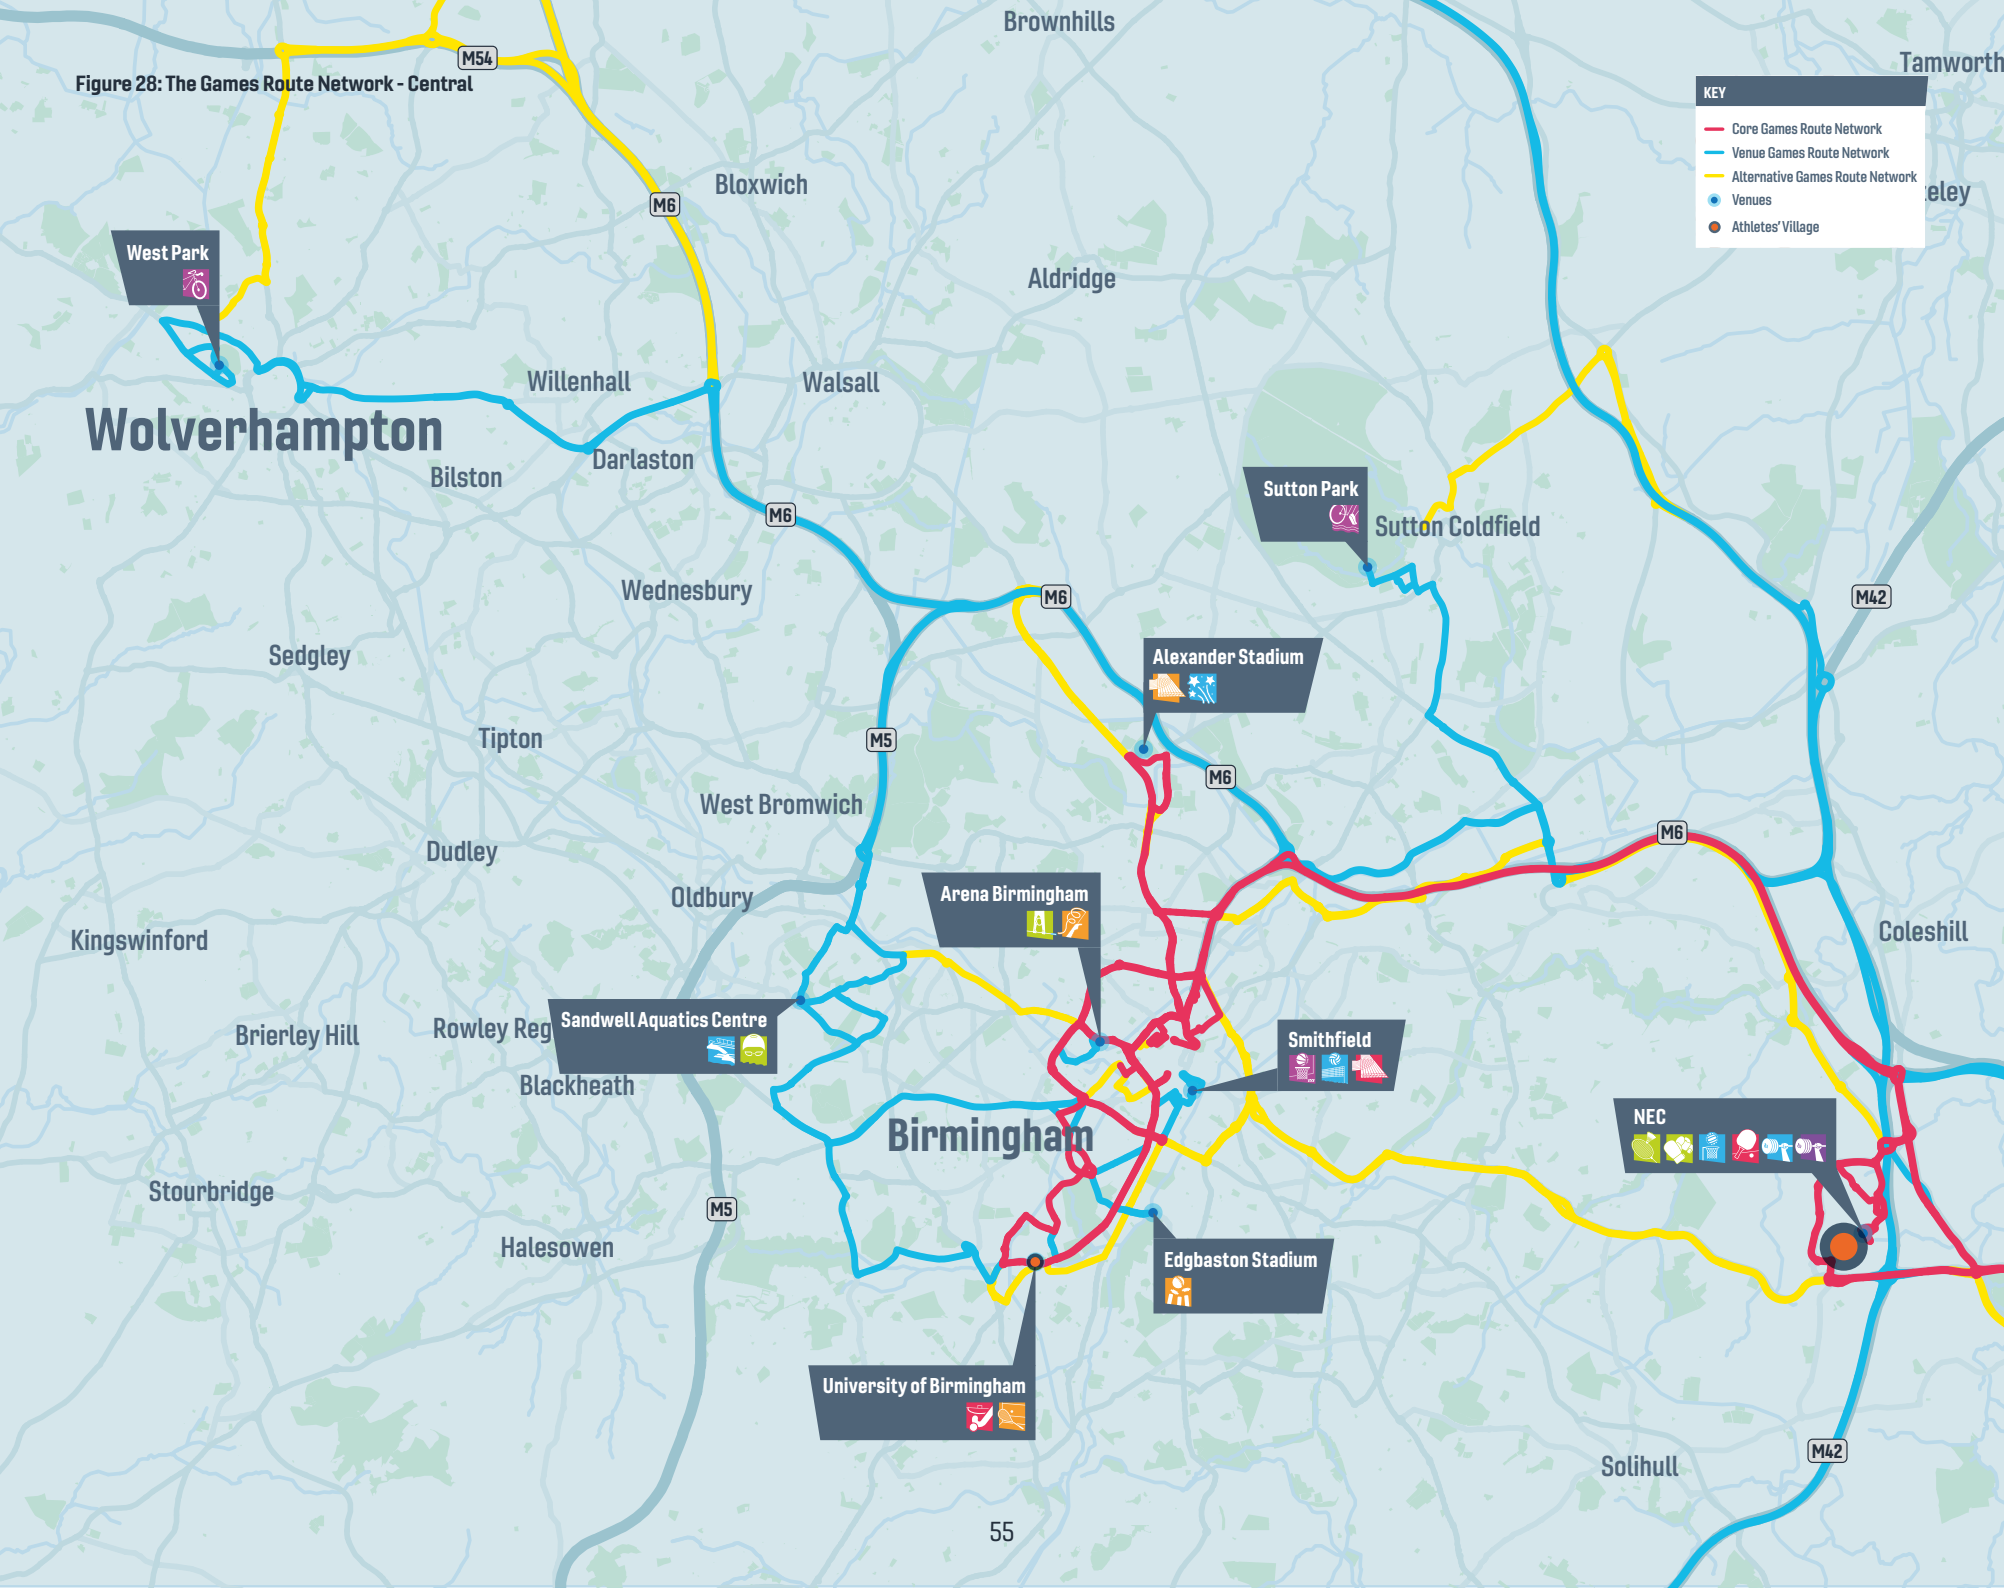 Brownhills
Tamworth
M54
Figure 28: The Games Route Network - Central
KEY
Core Games Route Network
Venue Games Route Network
Alternative Games Route Network
Venues
Athletes' Village
eley
Bloxwich
M6
West Park
Aldridge
Willenhall
Walsall
Wolverhampton
Darlaston
Bilston
Sutton Park
M6
Sutton Coldfield
Wednesbury
M6
M42
Sedgley
Alexander Stadium
Tipton
M5
M6
West Bromwich
M6
Dudley
Oldbury
Arena Birmingham
Kingswinford
Coleshill
Sandwell Aquatics Centre
Rowley Reg
Brierley Hill
Smithfield
Blackheath
NEC
Birmingham
Stourbridge
M5
Halesowen
Edgbaston Stadium
University of Birmingham
M42
Solihull
55